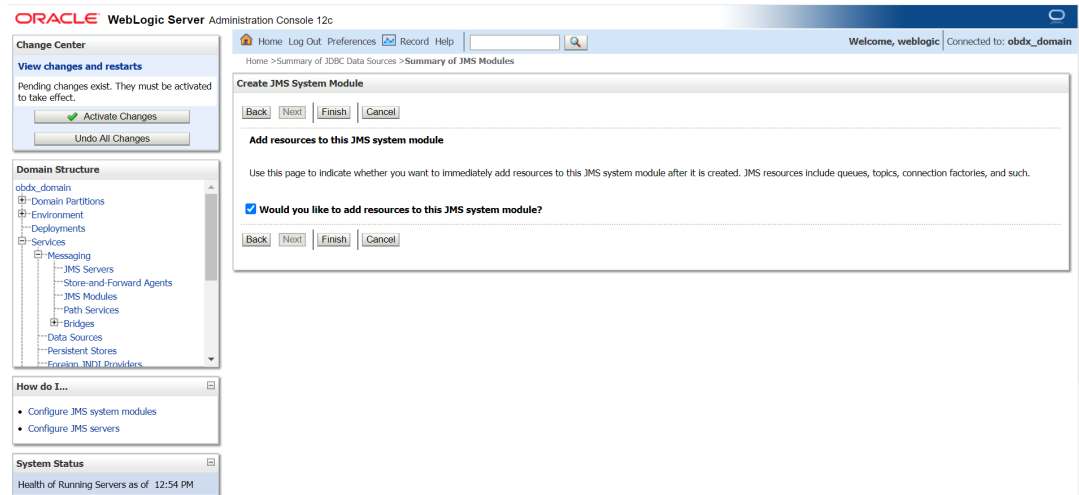 ORACLE WebLogic Server Administration Console 12c
Change Center
View changes and restarts
Pending changes exist. They must be activated
to take effect.
Activate Changes
Undo All Changes
Domain Structure
obdx_domain
Domain Partitions
Environment
Deployments
Services
Messaging
JMS Servers
Store-and-Forward Agents
JMS Modules
Path Services
Bridges
Data Sources
Persistent Stores
Foreign JNDI Providers
How do I...
Configure JMS system modules
Configure JMS servers
System Status
Health of Running Servers as of 12:54 PM
Home Log Out Preferences Record Help
Welcome, weblogic Connected to: obdx_domain
Home >Summary of JDBC Data Sources >Summary of JMS Modules
Create JMS System Module
Back Next Finish Cancel
Add resources to this JMS system module
Use this page to indicate whether you want to immediately add resources to this JMS system module after it is created. JMS resources include queues, topics, connection factories, and such.
Would you like to add resources to this JMS system module?
Back Next Finish Cancel